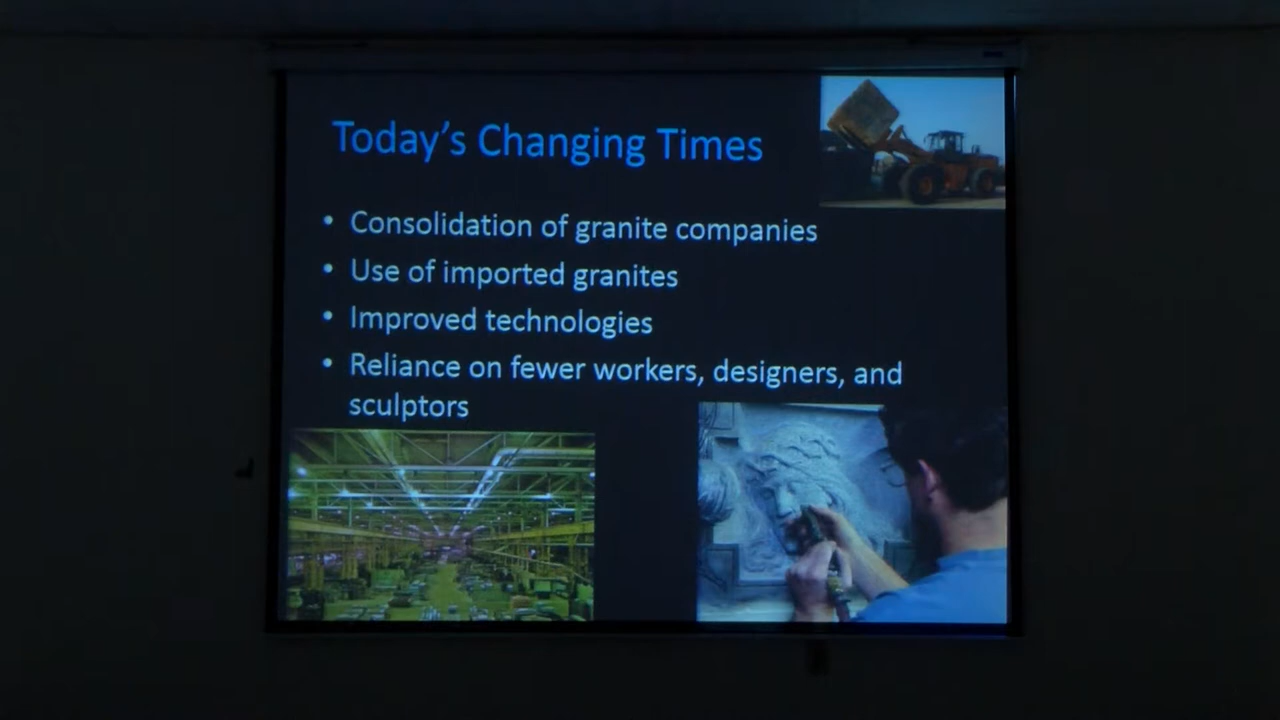 Today's Changing Times
• Consolidation of granite companies
• Use of imported granites
• Improved technologies
• Reliance on fewer workers, designers, and
sculptors